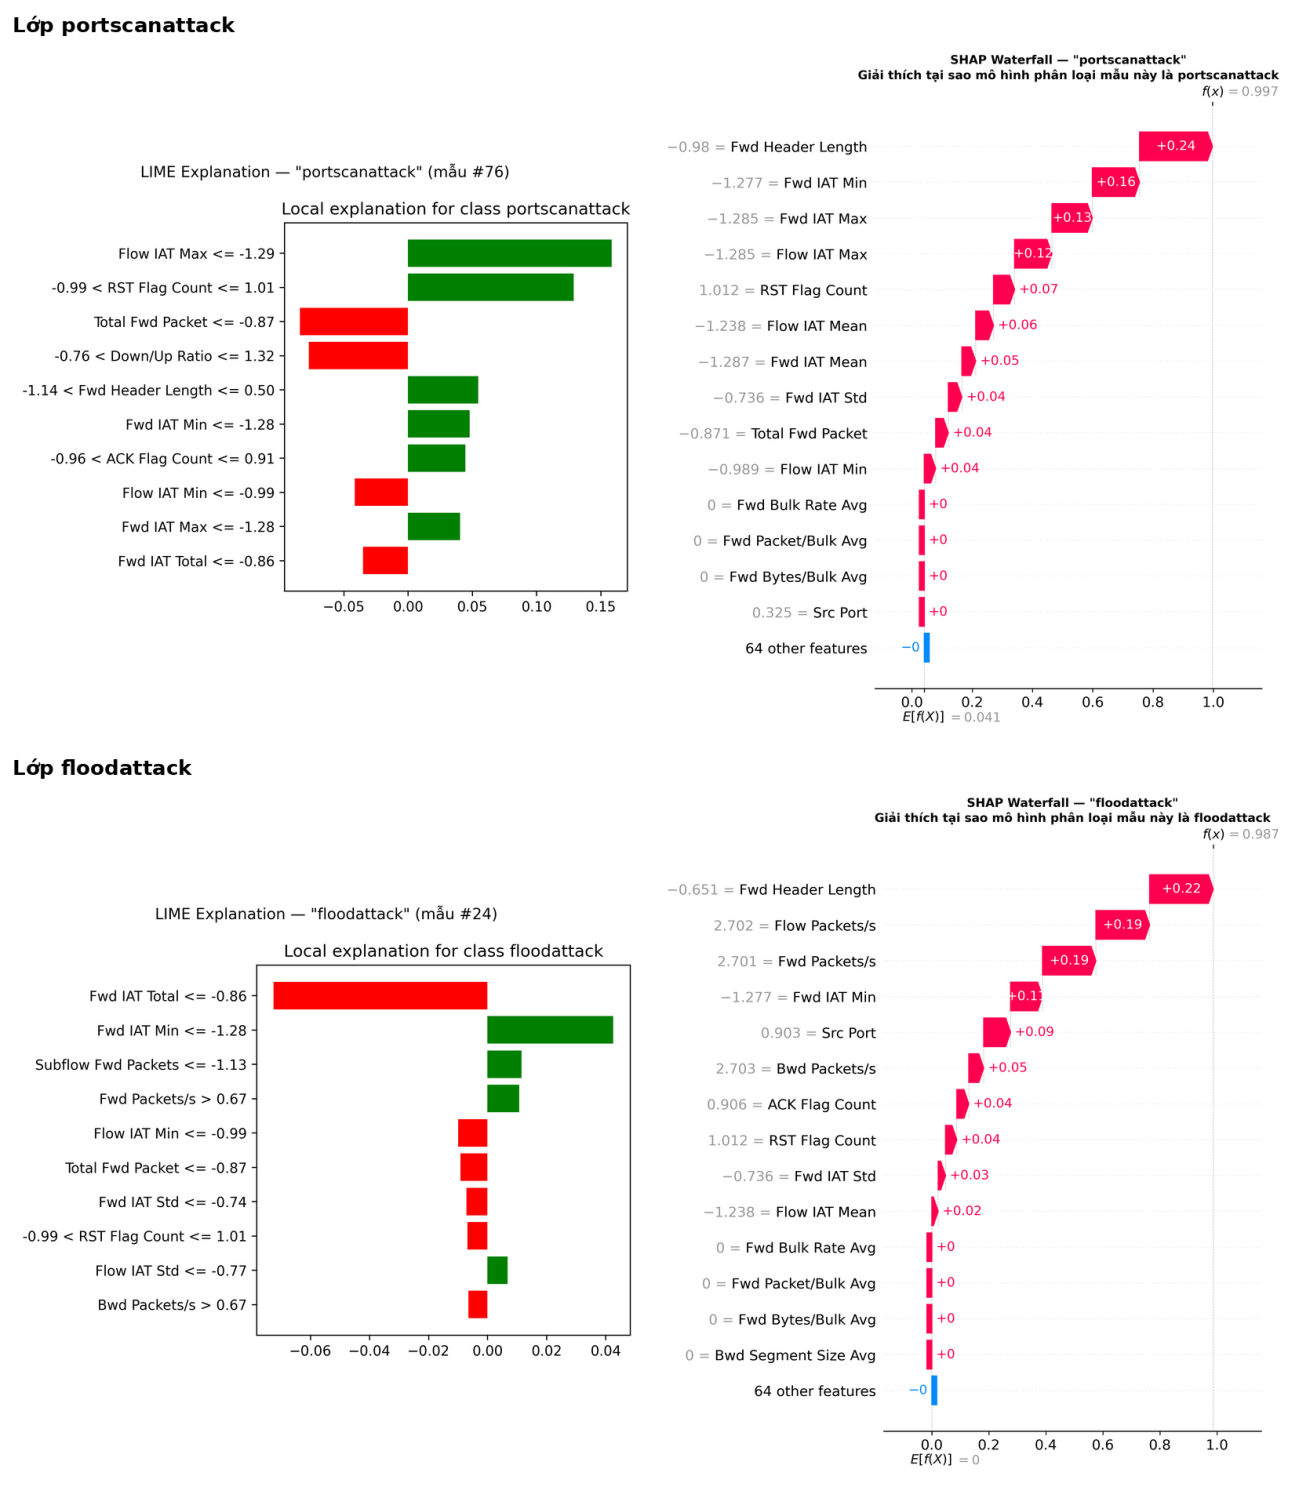 Lớp portscanattack
LIME Explanation — "portscanattack" (mẫu #76)
Local explanation for class portscanattack
Flow IAT Max <= -1.29
-0.99 < RST Flag Count <= 1.01
Total Fwd Packet <= -0.87
-0.76 < Down/Up Ratio <= 1.32
-1.14 < Fwd Header Length <= 0.50
Fwd IAT Min <= -1.28
-0.96 < ACK Flag Count <= 0.91
Flow IAT Min <= -0.99
Fwd IAT Max <= -1.28
Fwd IAT Total <= -0.86
−0.05 0.00 0.05 0.10 0.15
SHAP Waterfall — "portscanattack"
Giải thích tại sao mô hình phân loại mẫu này là portscanattack
f(x) = 0.997
−0.98 = Fwd Header Length +0.24
−1.277 = Fwd IAT Min +0.16
−1.285 = Fwd IAT Max +0.13
−1.285 = Flow IAT Max +0.12
1.012 = RST Flag Count +0.07
−1.238 = Flow IAT Mean +0.06
−1.287 = Fwd IAT Mean +0.05
−0.736 = Fwd IAT Std +0.04
−0.871 = Total Fwd Packet +0.04
−0.989 = Flow IAT Min +0.04
0 = Fwd Bulk Rate Avg +0
0 = Fwd Packet/Bulk Avg +0
0 = Fwd Bytes/Bulk Avg +0
0.325 = Src Port +0
64 other features −0
0.0 0.2 0.4 0.6 0.8 1.0
E[f(X)] = 0.041
Lớp floodattack
LIME Explanation — "floodattack" (mẫu #24)
Local explanation for class floodattack
Fwd IAT Total <= -0.86
Fwd IAT Min <= -1.28
Subflow Fwd Packets <= -1.13
Fwd Packets/s > 0.67
Flow IAT Min <= -0.99
Total Fwd Packet <= -0.87
Fwd IAT Std <= -0.74
-0.99 < RST Flag Count <= 1.01
Flow IAT Std <= -0.77
Bwd Packets/s > 0.67
−0.06 −0.04 −0.02 0.00 0.02 0.04
SHAP Waterfall — "floodattack"
Giải thích tại sao mô hình phân loại mẫu này là floodattack
f(x) = 0.987
−0.651 = Fwd Header Length +0.22
2.702 = Flow Packets/s +0.19
2.701 = Fwd Packets/s +0.19
−1.277 = Fwd IAT Min +0.11
0.903 = Src Port +0.09
2.703 = Bwd Packets/s +0.05
0.906 = ACK Flag Count +0.04
1.012 = RST Flag Count +0.04
−0.736 = Fwd IAT Std +0.03
−1.238 = Flow IAT Mean +0.02
0 = Fwd Bulk Rate Avg +0
0 = Fwd Packet/Bulk Avg +0
0 = Fwd Bytes/Bulk Avg +0
0 = Bwd Segment Size Avg +0
64 other features −0
0.0 0.2 0.4 0.6 0.8 1.0
E[f(X)] = 0